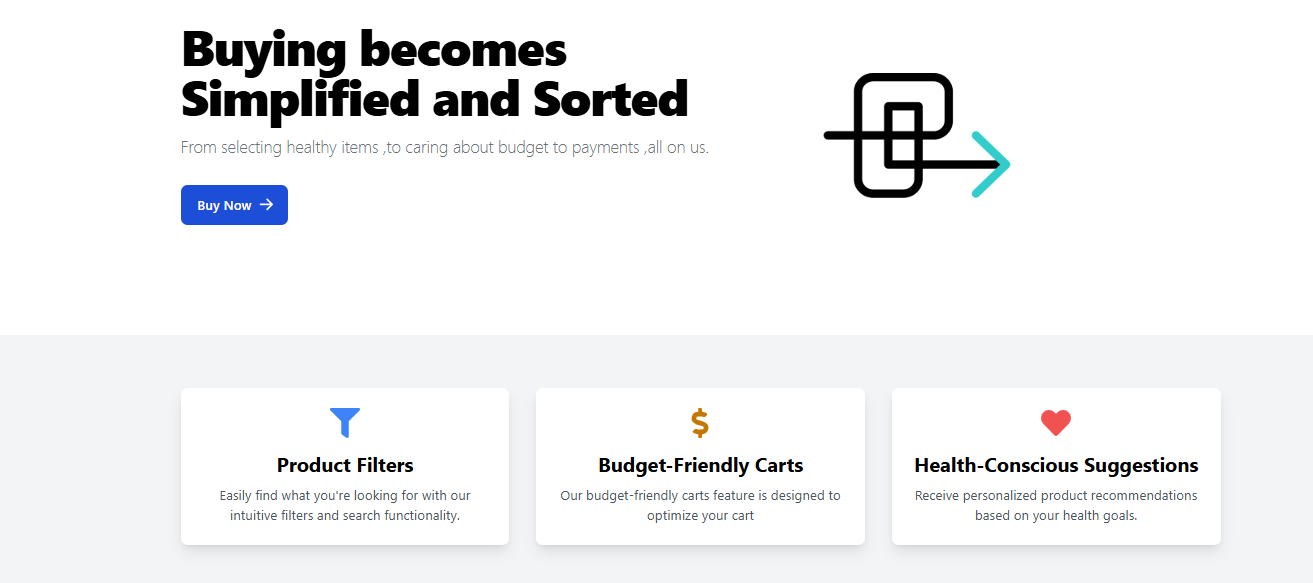 Buying becomes
Simplified and Sorted
From selecting healthy items ,to caring about budget to payments ,all on us.
Buy Now
Product Filters
Easily find what you're looking for with our
intuitive filters and search functionality.
Budget-Friendly Carts
Our budget-friendly carts feature is designed to
optimize your cart
Health-Conscious Suggestions
Receive personalized product recommendations
based on your health goals.